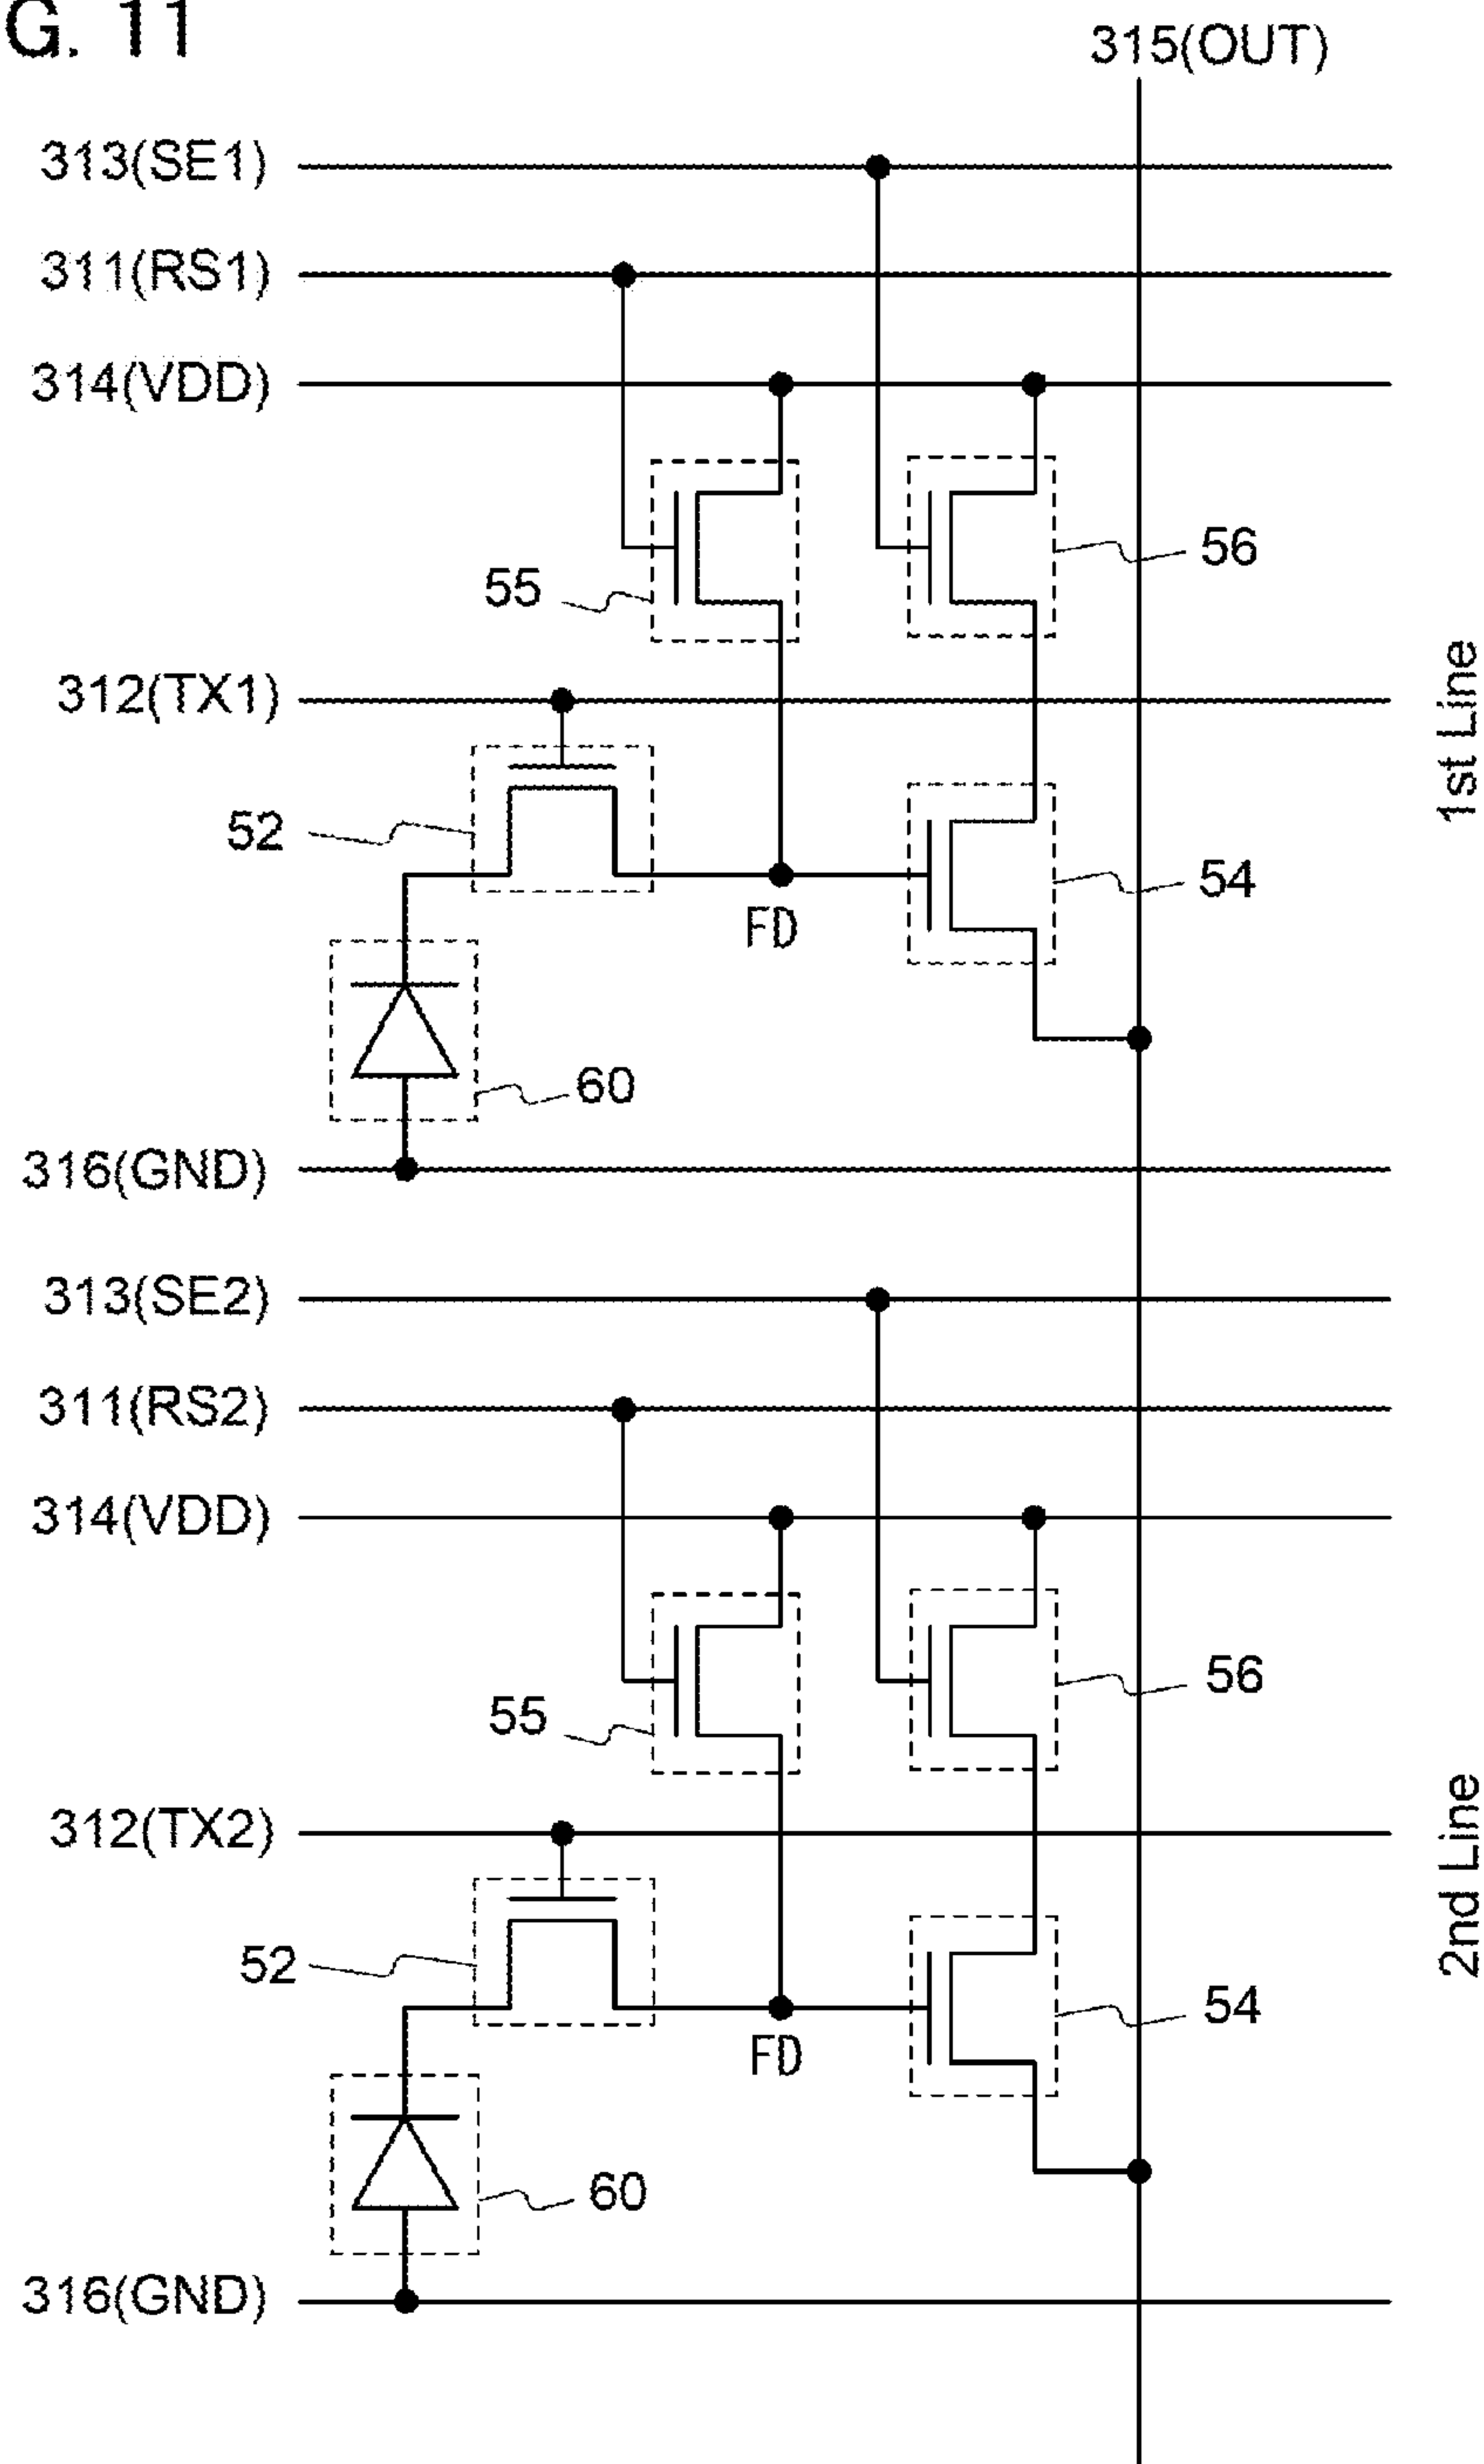 G. 11
315(OUT)
313(SE1)
311(RS1)
314(VDD)
56
55
312(TX1)
1st Line
52
54
FD
60
316(GND)
313(SE2)
311(RS2)
314(VDD)
56
55
312(TX2)
2nd Line
52
54
FD
60
316(GND)